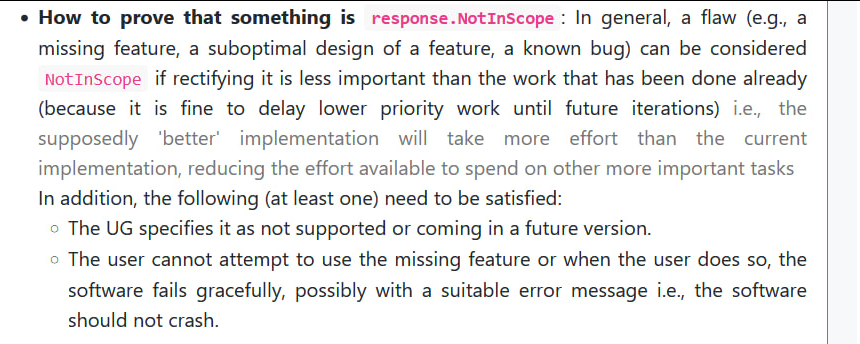 • How to prove that something is response.NotInScope : In general, a flaw (e.g., a
missing feature, a suboptimal design of a feature, a known bug) can be considered
NotInScope if rectifying it is less important than the work that has been done already
(because it is fine to delay lower priority work until future iterations) i.e., the
supposedly 'better' implementation will take more effort than the current
implementation, reducing the effort available to spend on other more important tasks
In addition, the following (at least one) need to be satisfied:
◦ The UG specifies it as not supported or coming in a future version.
◦ The user cannot attempt to use the missing feature or when the user does so, the
software fails gracefully, possibly with a suitable error message i.e., the software
should not crash.